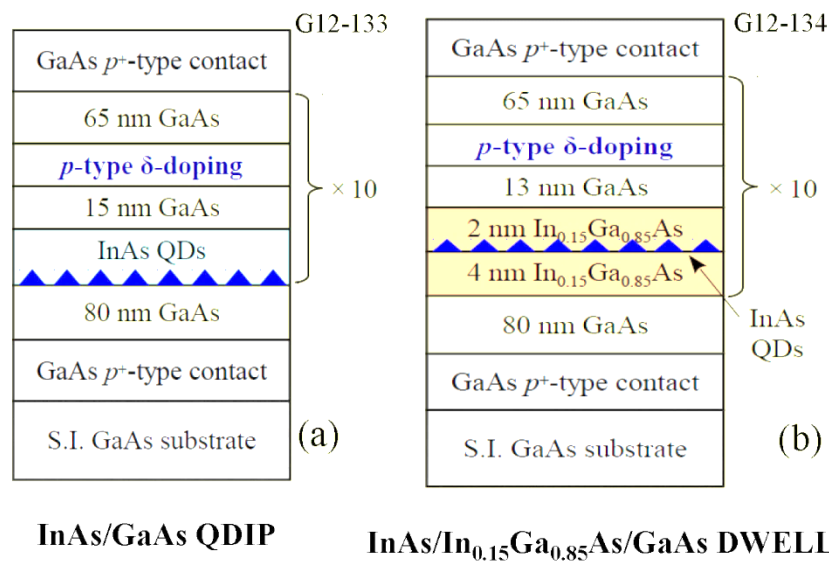 G12-133
GaAs p⁺-type contact
65 nm GaAs
p-type δ-doping
15 nm GaAs
InAs QDs
80 nm GaAs
GaAs p⁺-type contact
S.I. GaAs substrate
× 10
(a)
InAs/GaAs QDIP
G12-134
GaAs p⁺-type contact
65 nm GaAs
p-type δ-doping
13 nm GaAs
2 nm In₀.₁₅Ga₀.₈₅As
4 nm In₀.₁₅Ga₀.₈₅As
80 nm GaAs
GaAs p⁺-type contact
S.I. GaAs substrate
× 10
InAs
QDs
(b)
InAs/In₀.₁₅Ga₀.₈₅As/GaAs DWELL